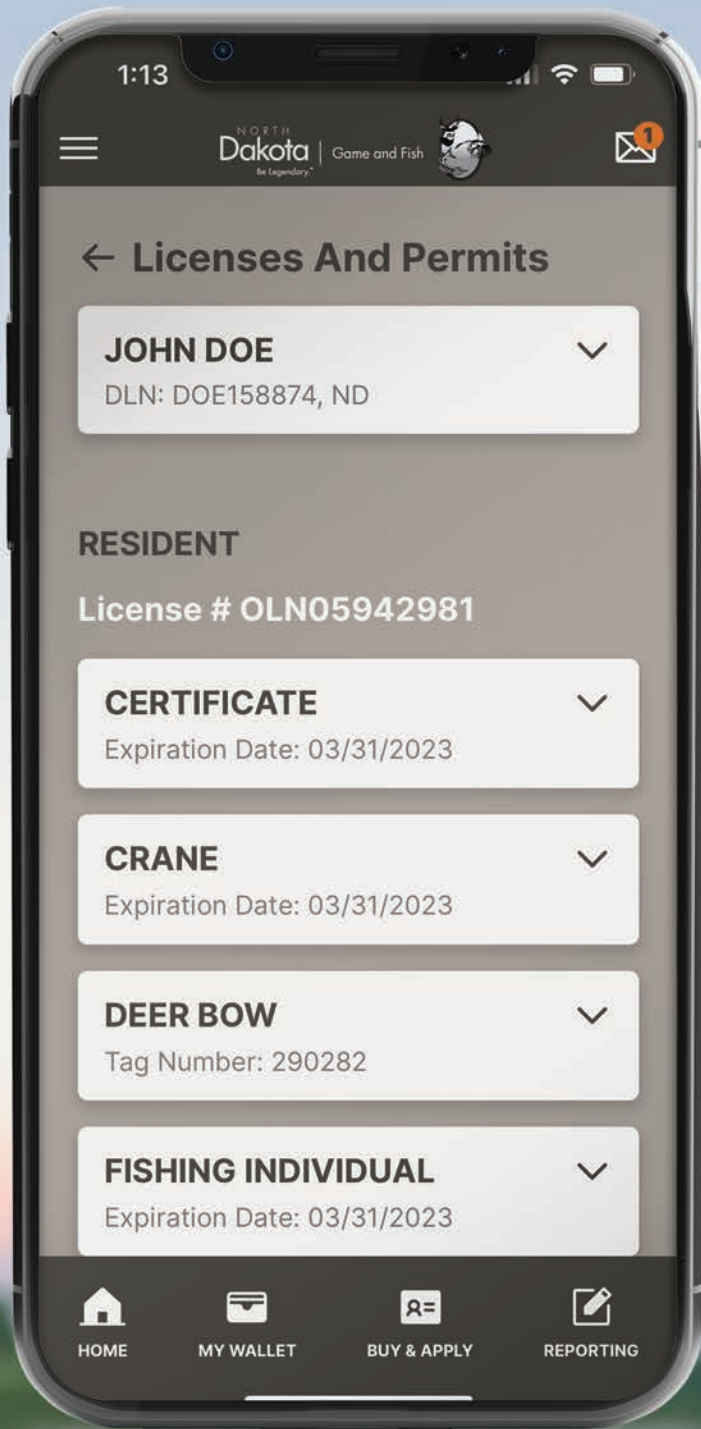 1:13
NORTH
Dakota | Game and Fish
Be Legendary.™
1
← Licenses And Permits
JOHN DOE
DLN: DOE158874, ND
RESIDENT
License # OLN05942981
CERTIFICATE
Expiration Date: 03/31/2023
CRANE
Expiration Date: 03/31/2023
DEER BOW
Tag Number: 290282
FISHING INDIVIDUAL
Expiration Date: 03/31/2023
HOME
MY WALLET
BUY & APPLY
REPORTING